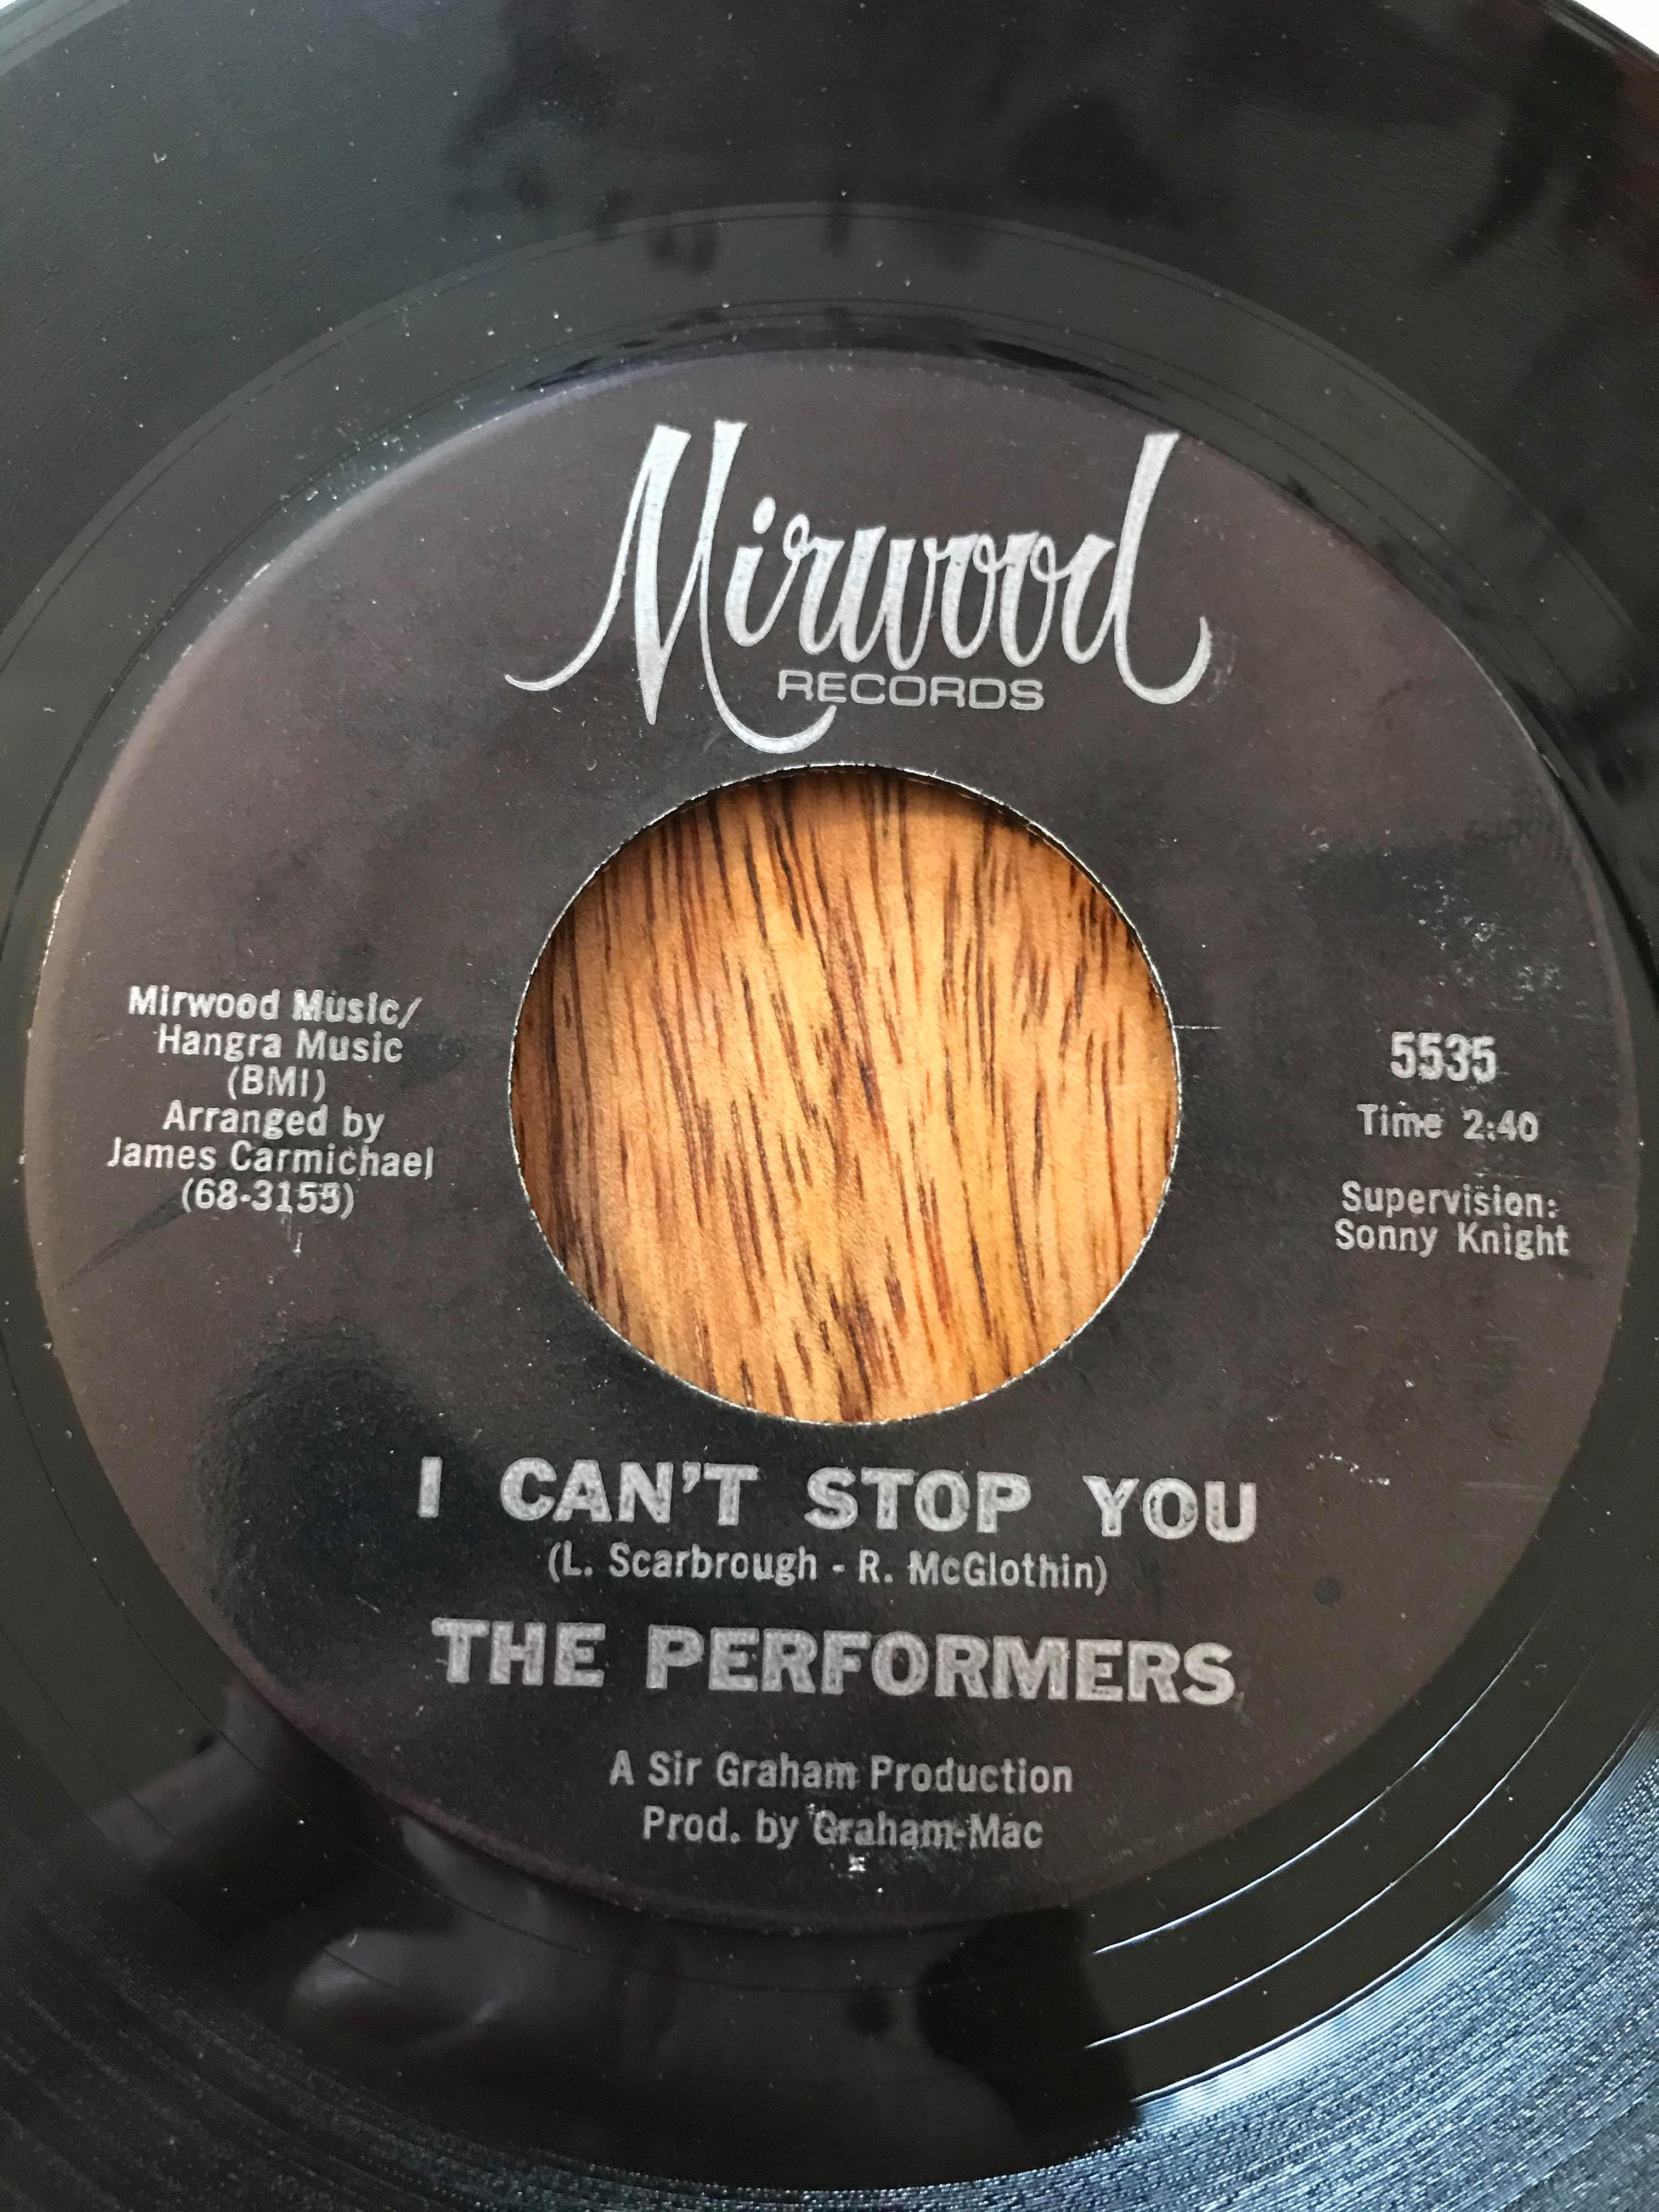 Mirwood
RECORDS
Mirwood Music/
Hangra Music
(BMI)
Arranged by
James Carmichael
(68-3155)
5535
Time 2:40
Supervision:
Sonny Knight
I CAN'T STOP YOU
(L. Scarbrough - R. McGlothin)
THE PERFORMERS
A Sir Graham Production
Prod. by Graham-Mac